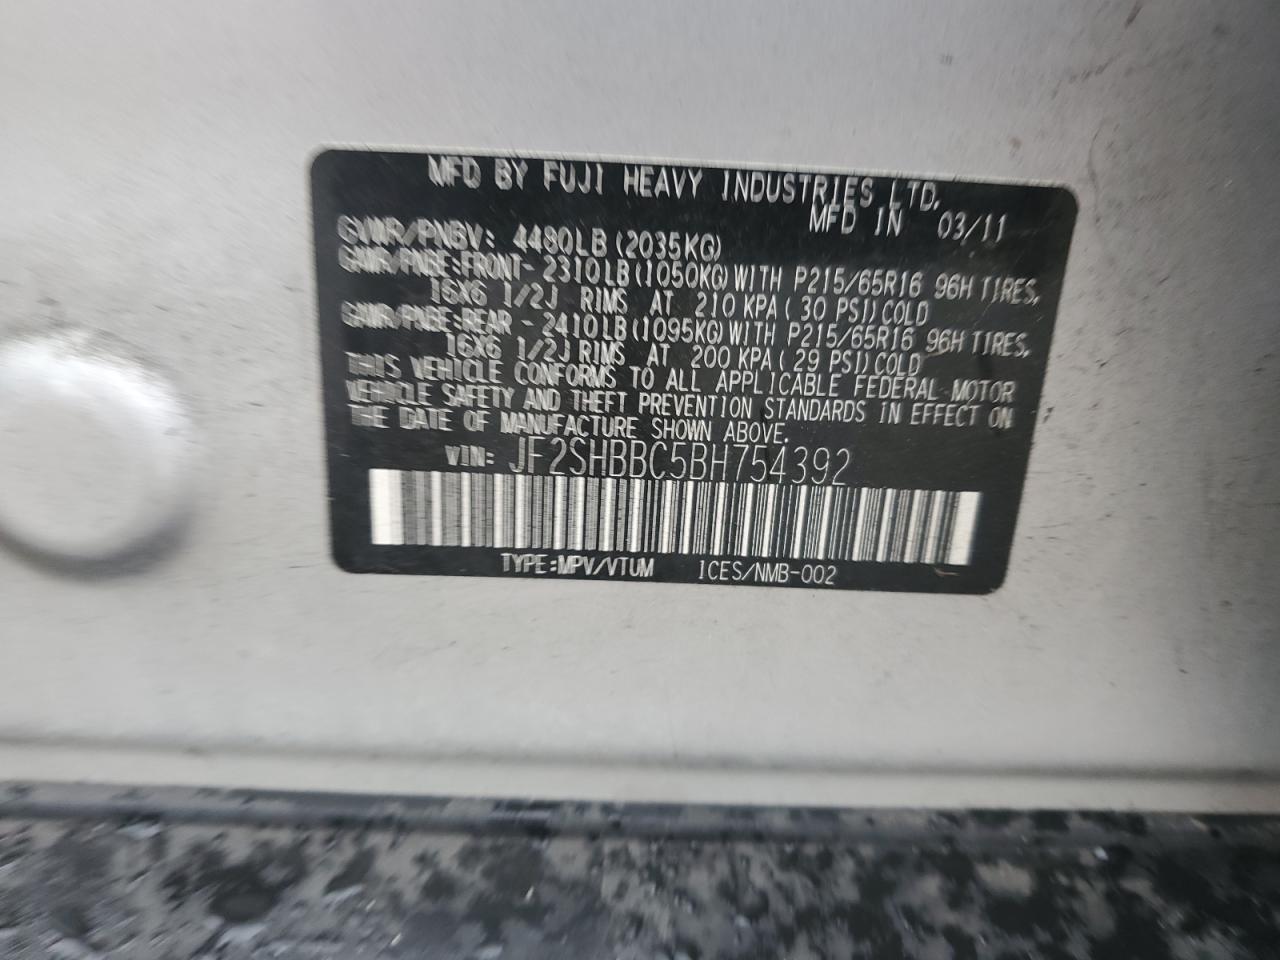 MFD BY FUJI HEAVY INDUSTRIES LTD.
MFD IN 03/11
GVWR/PNBV: 4480LB(2035KG)
GAWR/PNBE:FRONT- 2310LB(1050KG)WITH P215/65R16 96H TIRES,
16X6 1/2J RIMS AT 210 KPA(30 PSI)COLD
GAWR/PNBE:REAR - 2410LB(1095KG)WITH P215/65R16 96H TIRES,
16X6 1/2J RIMS AT 200 KPA(29 PSI)COLD
THIS VEHICLE CONFORMS TO ALL APPLICABLE FEDERAL MOTOR
VEHICLE SAFETY AND THEFT PREVENTION STANDARDS IN EFFECT ON
THE DATE OF MANUFACTURE SHOWN ABOVE.
VIN: JF2SHBBC5BH754392
TYPE:MPV/VTUM ICES/NMB-002